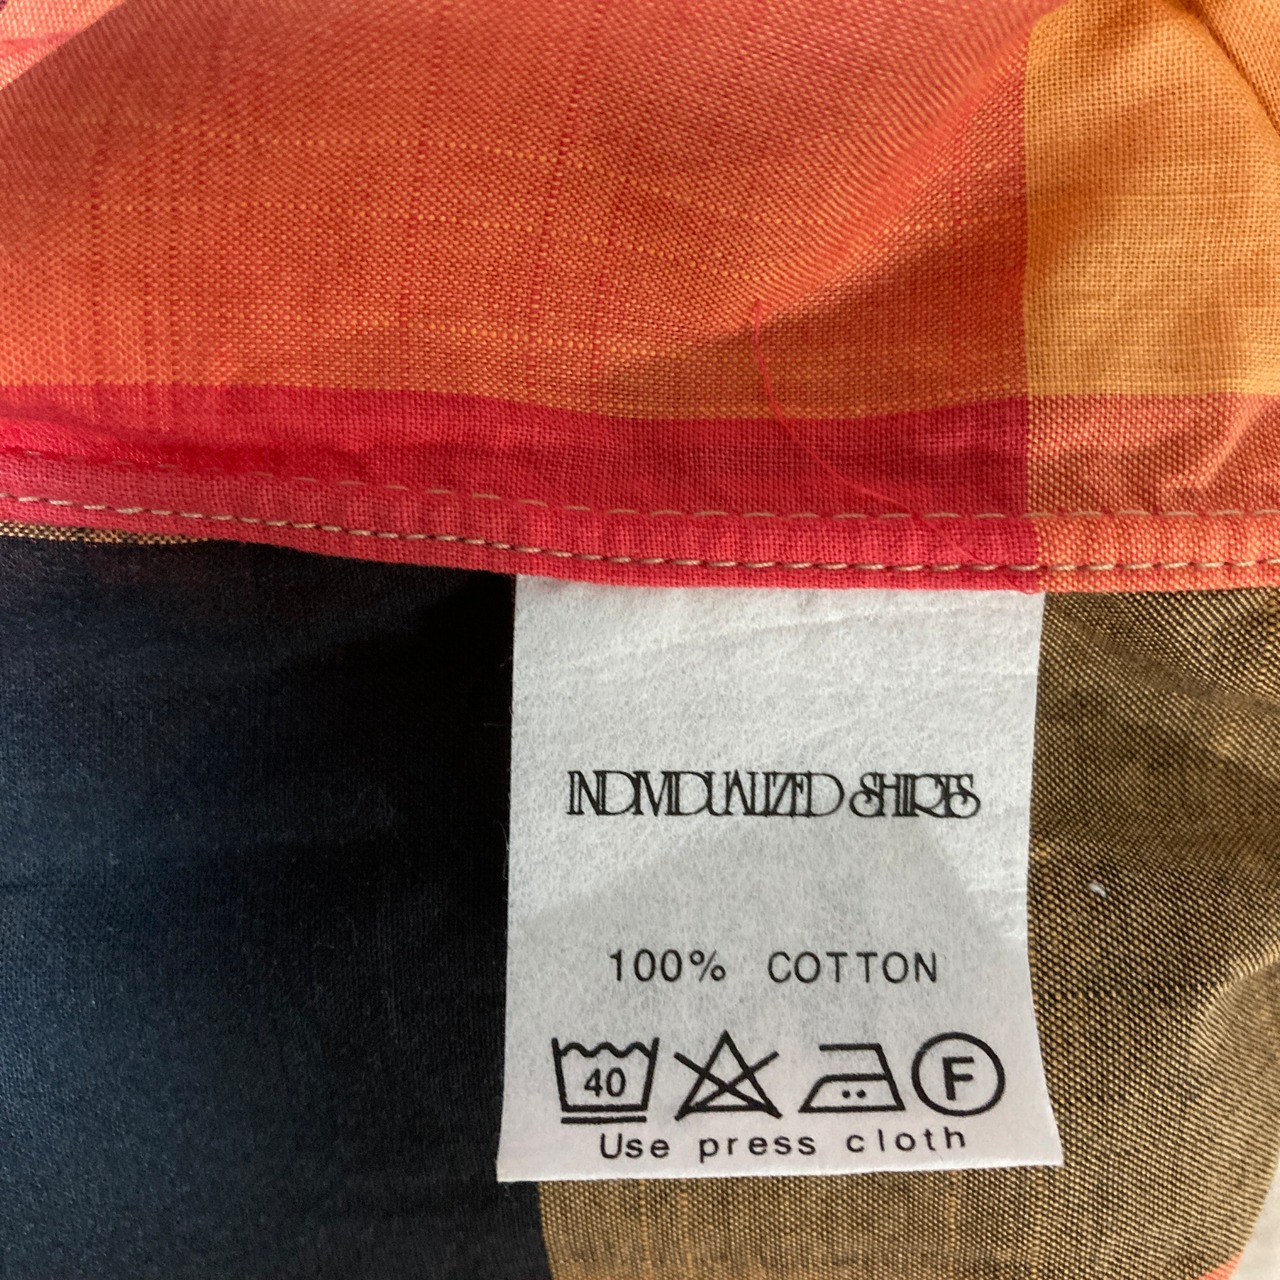 INDIVIDUALIZED SHIRTS
100% COTTON
40 F
Use press cloth